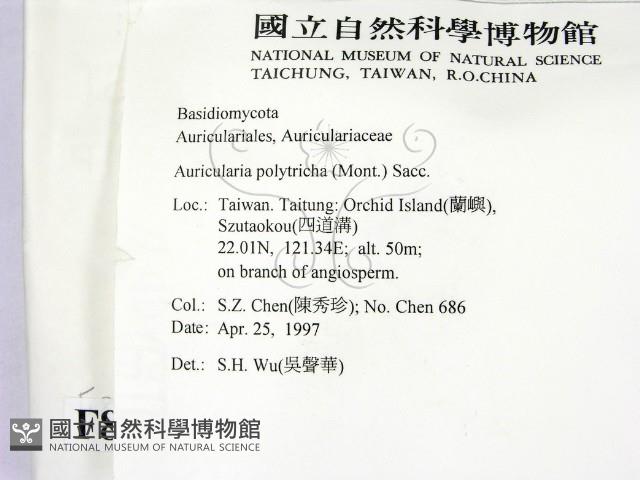 國立自然科學博物館
NATIONAL MUSEUM OF NATURAL SCIENCE
TAICHUNG, TAIWAN, R.O.CHINA
Basidiomycota
Auriculariales, Auriculariaceae
Auricularia polytricha (Mont.) Sacc.
Loc.: Taiwan. Taitung: Orchid Island(蘭嶼),
Szutaokou(四道溝)
22.01N, 121.34E; alt. 50m;
on branch of angiosperm.
Col.: S.Z. Chen(陳秀珍); No. Chen 686
Date: Apr. 25, 1997
Det.: S.H. Wu(吳聲華)
國立自然科學博物館
NATIONAL MUSEUM OF NATURAL SCIENCE